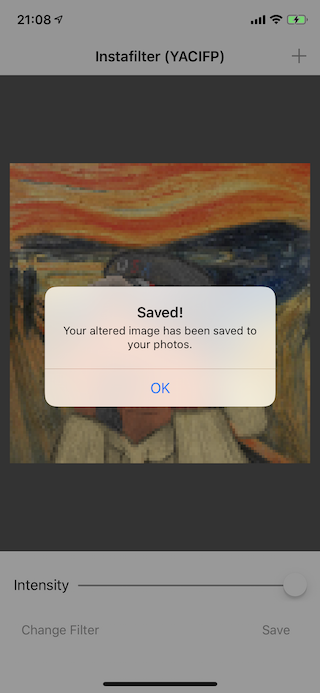 21:08
Instafilter (YACIFP)
Saved!
Your altered image has been saved to
your photos.
OK
Intensity
Change Filter
Save